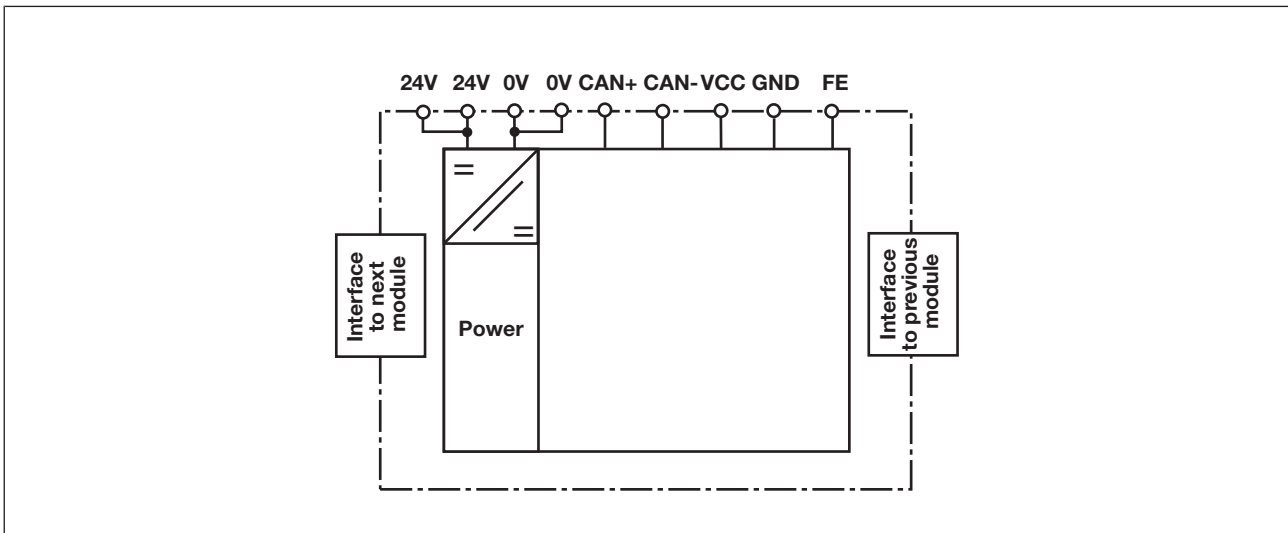 24V 24V 0V 0V CAN+ CAN- VCC GND FE
Interface
to next
module
Power
Interface
to previous
module